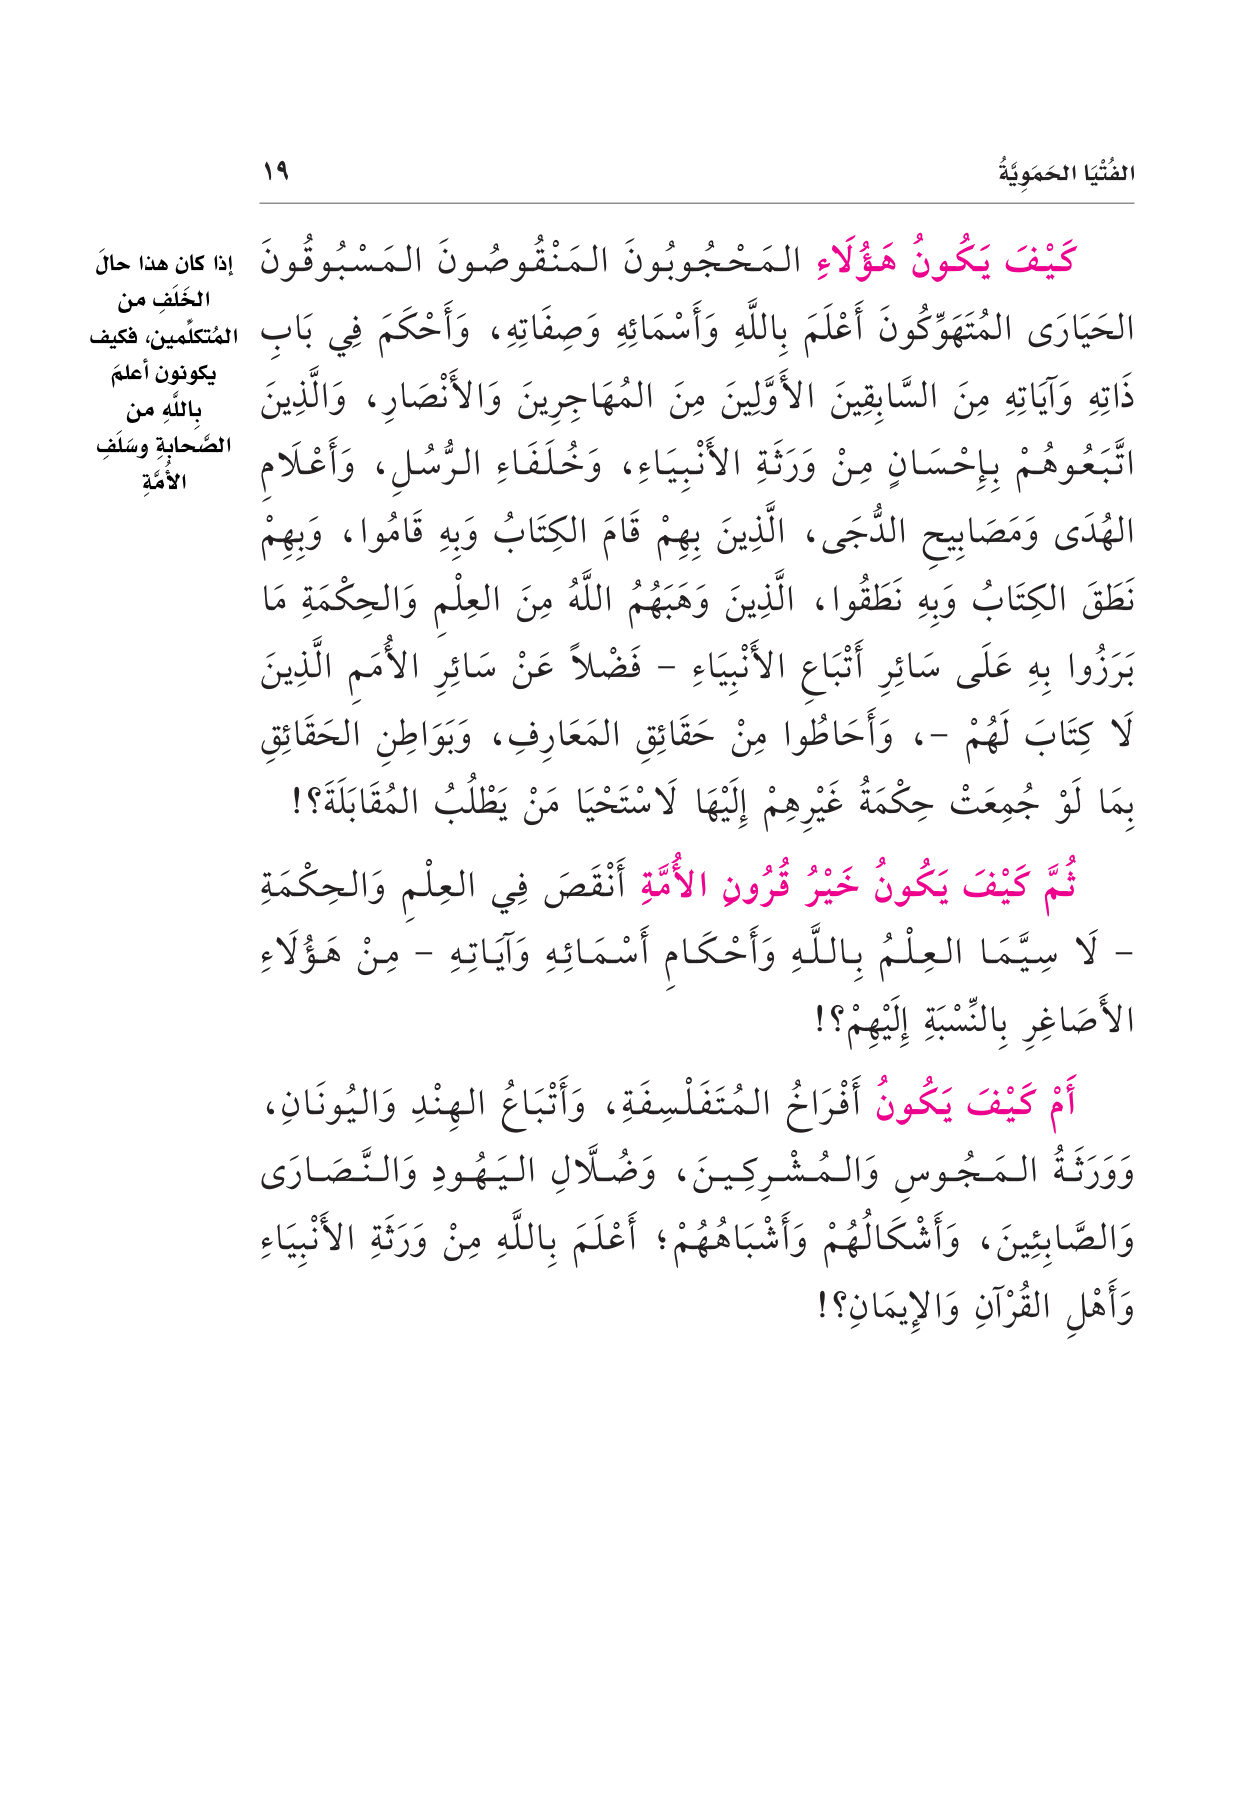 الفُتْيَا الحَمَوِيَّةُ
١٩
كَيْفَ يَكُونُ هَؤُلَاءِ المَحْجُوبُونَ المَنْقُوصُونَ المَسْبُوقُونَ
الحَيَارَى المُتَهَوِّكُونَ أَعْلَمَ بِاللَّهِ وَأَسْمَائِهِ وَصِفَاتِهِ، وَأَحْكَمَ فِي بَابِ
ذَاتِهِ وَآيَاتِهِ مِنَ السَّابِقِينَ الأَوَّلِينَ مِنَ المُهَاجِرِينَ وَالأَنْصَارِ، وَالَّذِينَ
اتَّبَعُوهُمْ بِإِحْسَانٍ مِنْ وَرَثَةِ الأَنْبِيَاءِ، وَخُلَفَاءِ الرُّسُلِ، وَأَعْلَامِ
الهُدَى وَمَصَابِيحِ الدُّجَى، الَّذِينَ بِهِمْ قَامَ الكِتَابُ وَبِهِ قَامُوا، وَبِهِمْ
نَطَقَ الكِتَابُ وَبِهِ نَطَقُوا، الَّذِينَ وَهَبَهُمُ اللَّهُ مِنَ العِلْمِ وَالحِكْمَةِ مَا
بَرَزُوا بِهِ عَلَى سَائِرِ أَتْبَاعِ الأَنْبِيَاءِ – فَضْلاً عَنْ سَائِرِ الأُمَمِ الَّذِينَ
لَا كِتَابَ لَهُمْ –، وَأَحَاطُوا مِنْ حَقَائِقِ المَعَارِفِ، وَبَوَاطِنِ الحَقَائِقِ
بِمَا لَوْ جُمِعَتْ حِكْمَةُ غَيْرِهِمْ إِلَيْهَا لَاسْتَحْيَا مَنْ يَطْلُبُ المُقَابَلَةَ؟!
ثُمَّ كَيْفَ يَكُونُ خَيْرُ قُرُونِ الأُمَّةِ أَنْقَصَ فِي العِلْمِ وَالحِكْمَةِ
– لَا سِيَّمَا العِلْمُ بِاللَّهِ وَأَحْكَامِ أَسْمَائِهِ وَآيَاتِهِ – مِنْ هَؤُلَاءِ
الأَصَاغِرِ بِالنِّسْبَةِ إِلَيْهِمْ؟!
أَمْ كَيْفَ يَكُونُ أَفْرَاخُ المُتَفَلْسِفَةِ، وَأَتْبَاعُ الهِنْدِ وَاليُونَانِ،
وَوَرَثَةُ المَجُوسِ وَالمُشْرِكِينَ، وَضُلَّالِ اليَهُودِ وَالنَّصَارَى
وَالصَّابِئِينَ، وَأَشْكَالُهُمْ وَأَشْبَاهُهُمْ؛ أَعْلَمَ بِاللَّهِ مِنْ وَرَثَةِ الأَنْبِيَاءِ
وَأَهْلِ القُرْآنِ وَالإِيمَانِ؟!
إذا كان هذا حالَ
الخَلَفِ من
المُتكلِّمين، فكيف
يكونون أعلمَ
بِاللَّهِ من
الصَّحابةِ وسَلَفِ
الأُمَّةِ